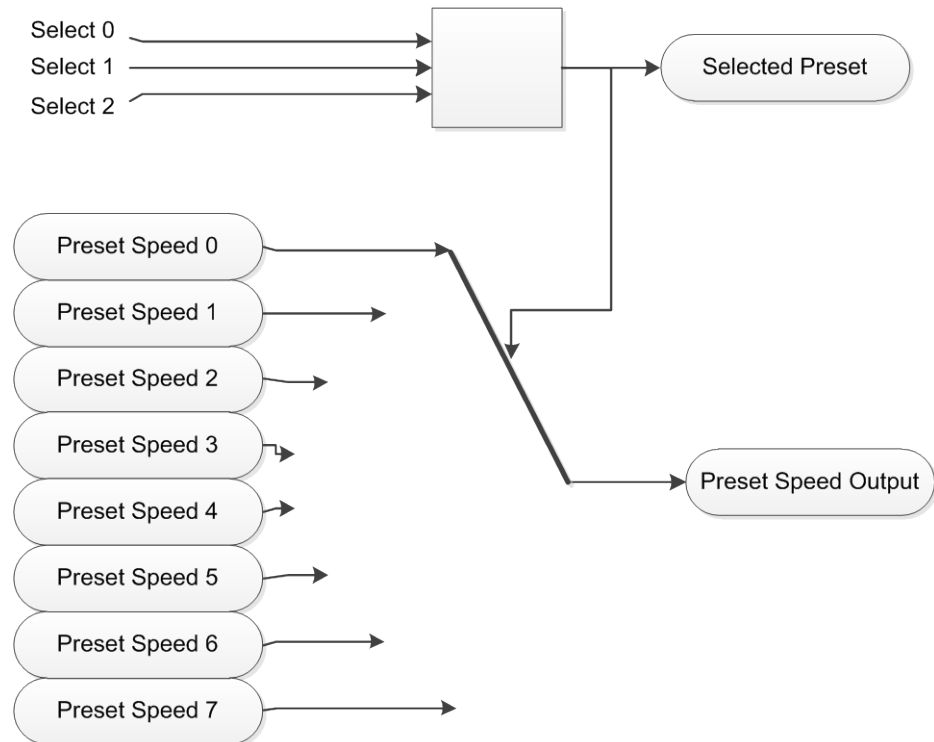 Select 0
Select 1
Select 2
Selected Preset
Preset Speed 0
Preset Speed 1
Preset Speed 2
Preset Speed 3
Preset Speed 4
Preset Speed 5
Preset Speed 6
Preset Speed 7
Preset Speed Output